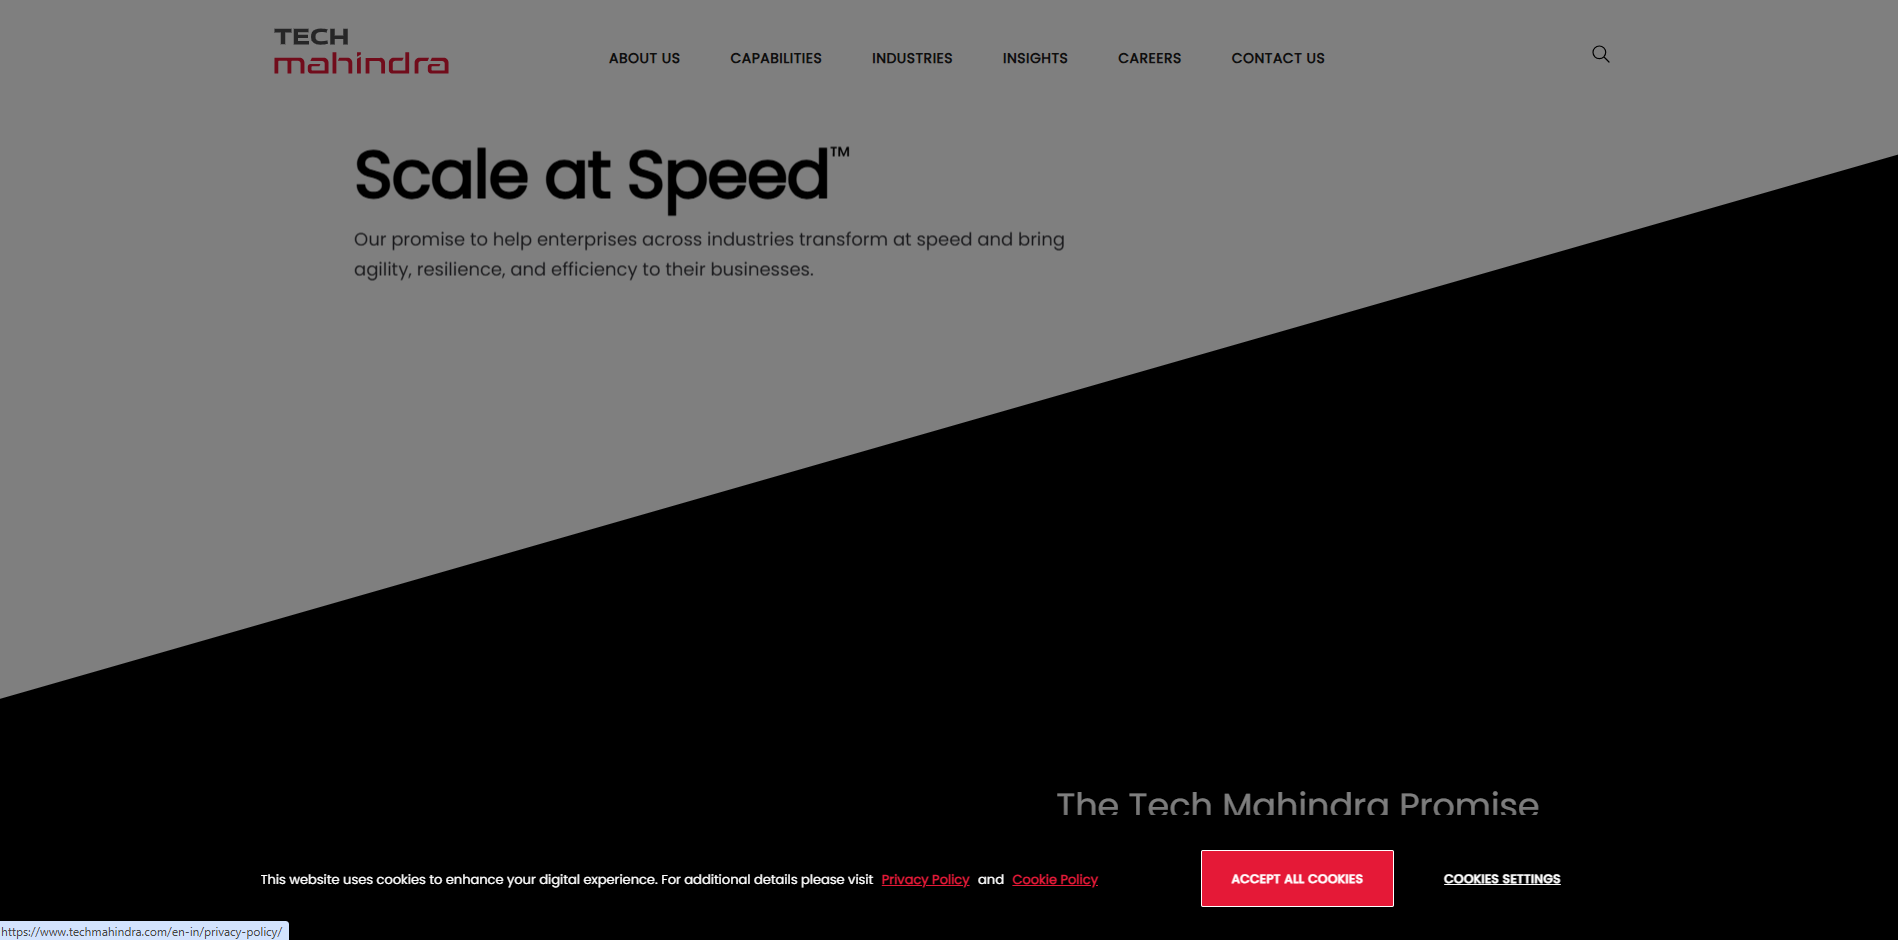 TECH
mahindra
ABOUT US
CAPABILITIES
INDUSTRIES
INSIGHTS
CAREERS
CONTACT US
Scale at Speed™
Our promise to help enterprises across industries transform at speed and bring
agility, resilience, and efficiency to their businesses.
The Tech Mahindra Promise
This website uses cookies to enhance your digital experience. For additional details please visit Privacy Policy and Cookie Policy
ACCEPT ALL COOKIES
COOKIES SETTINGS
https://www.techmahindra.com/en-in/privacy-policy/